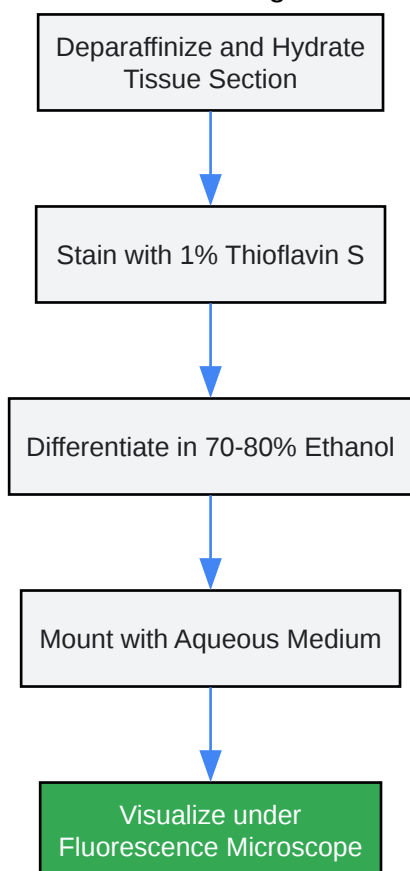 Deparaffinize and Hydrate
Tissue Section
Stain with 1% Thioflavin S
Differentiate in 70-80% Ethanol
Mount with Aqueous Medium
Visualize under
Fluorescence Microscope